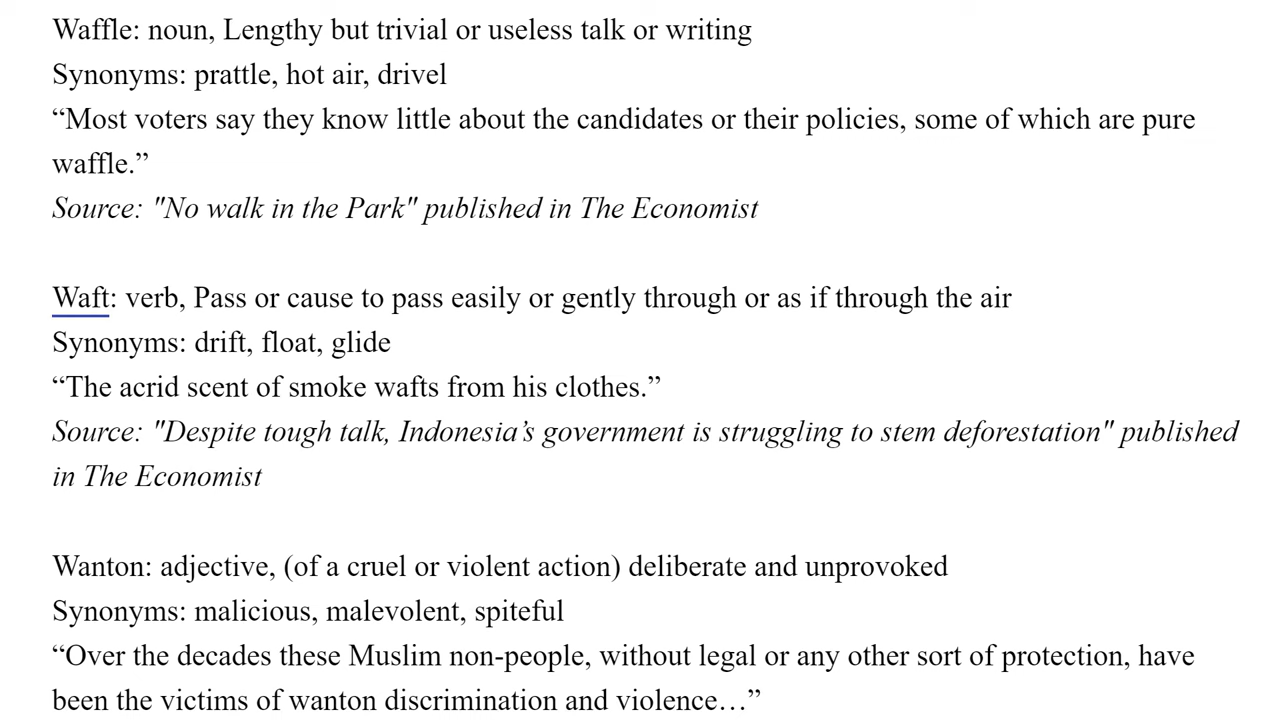 Waffle: noun, Lengthy but trivial or useless talk or writing
Synonyms: prattle, hot air, drivel
“Most voters say they know little about the candidates or their policies, some of which are pure
waffle.”
Source: "No walk in the Park" published in The Economist
Waft: verb, Pass or cause to pass easily or gently through or as if through the air
Synonyms: drift, float, glide
“The acrid scent of smoke wafts from his clothes.”
Source: "Despite tough talk, Indonesia’s government is struggling to stem deforestation" published
in The Economist
Wanton: adjective, (of a cruel or violent action) deliberate and unprovoked
Synonyms: malicious, malevolent, spiteful
“Over the decades these Muslim non-people, without legal or any other sort of protection, have
been the victims of wanton discrimination and violence…”